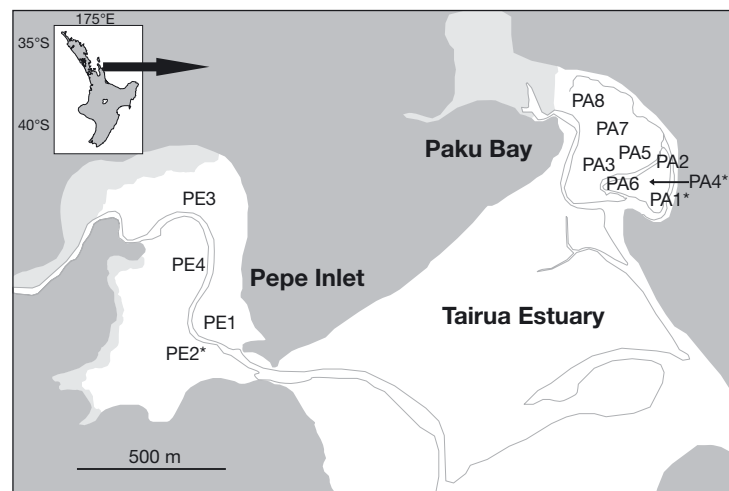 175°E
35°S
40°S
PA8
PA7
Paku Bay
PA5
PA3
PA2
PA6
PA4*
PA1*
PE3
PE4
Pepe Inlet
PE1
Tairua Estuary
PE2*
500 m